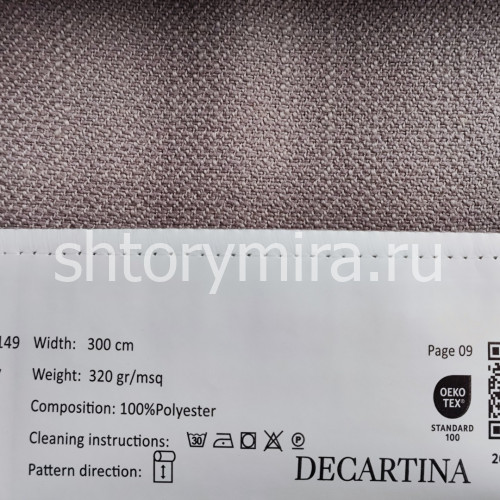 shtorymira.ru
149 Width: 300 cm
Weight: 320 gr/msq
Composition: 100%Polyester
Cleaning instructions: 30 P
Pattern direction:
Page 09
OEKO
TEX®
STANDARD
100
DECARTINA